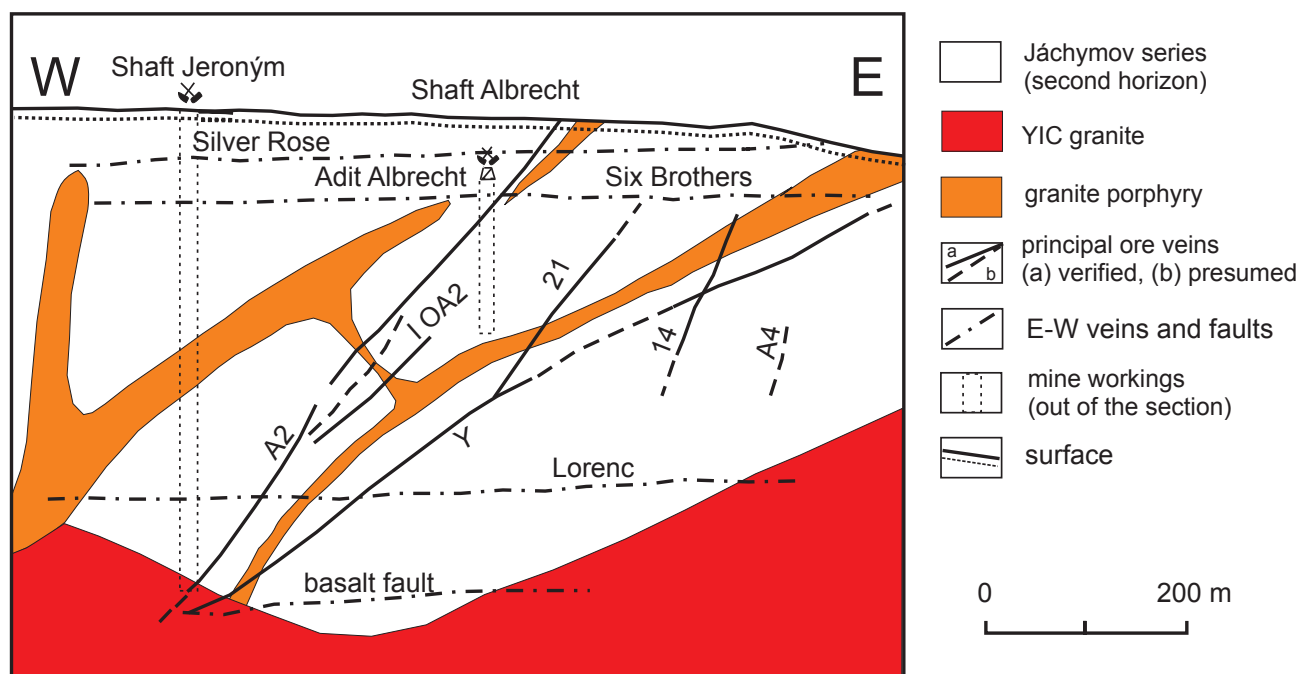 W
E
Shaft Jeroným
Shaft Albrecht
Silver Rose
Adit Albrecht
Six Brothers
21
I OA2
14
A4
A2
Y
Lorenc
basalt fault
Jáchymov series
(second horizon)
YIC granite
granite porphyry
a
b
principal ore veins
(a) verified, (b) presumed
E-W veins and faults
mine workings
(out of the section)
surface
0
200 m